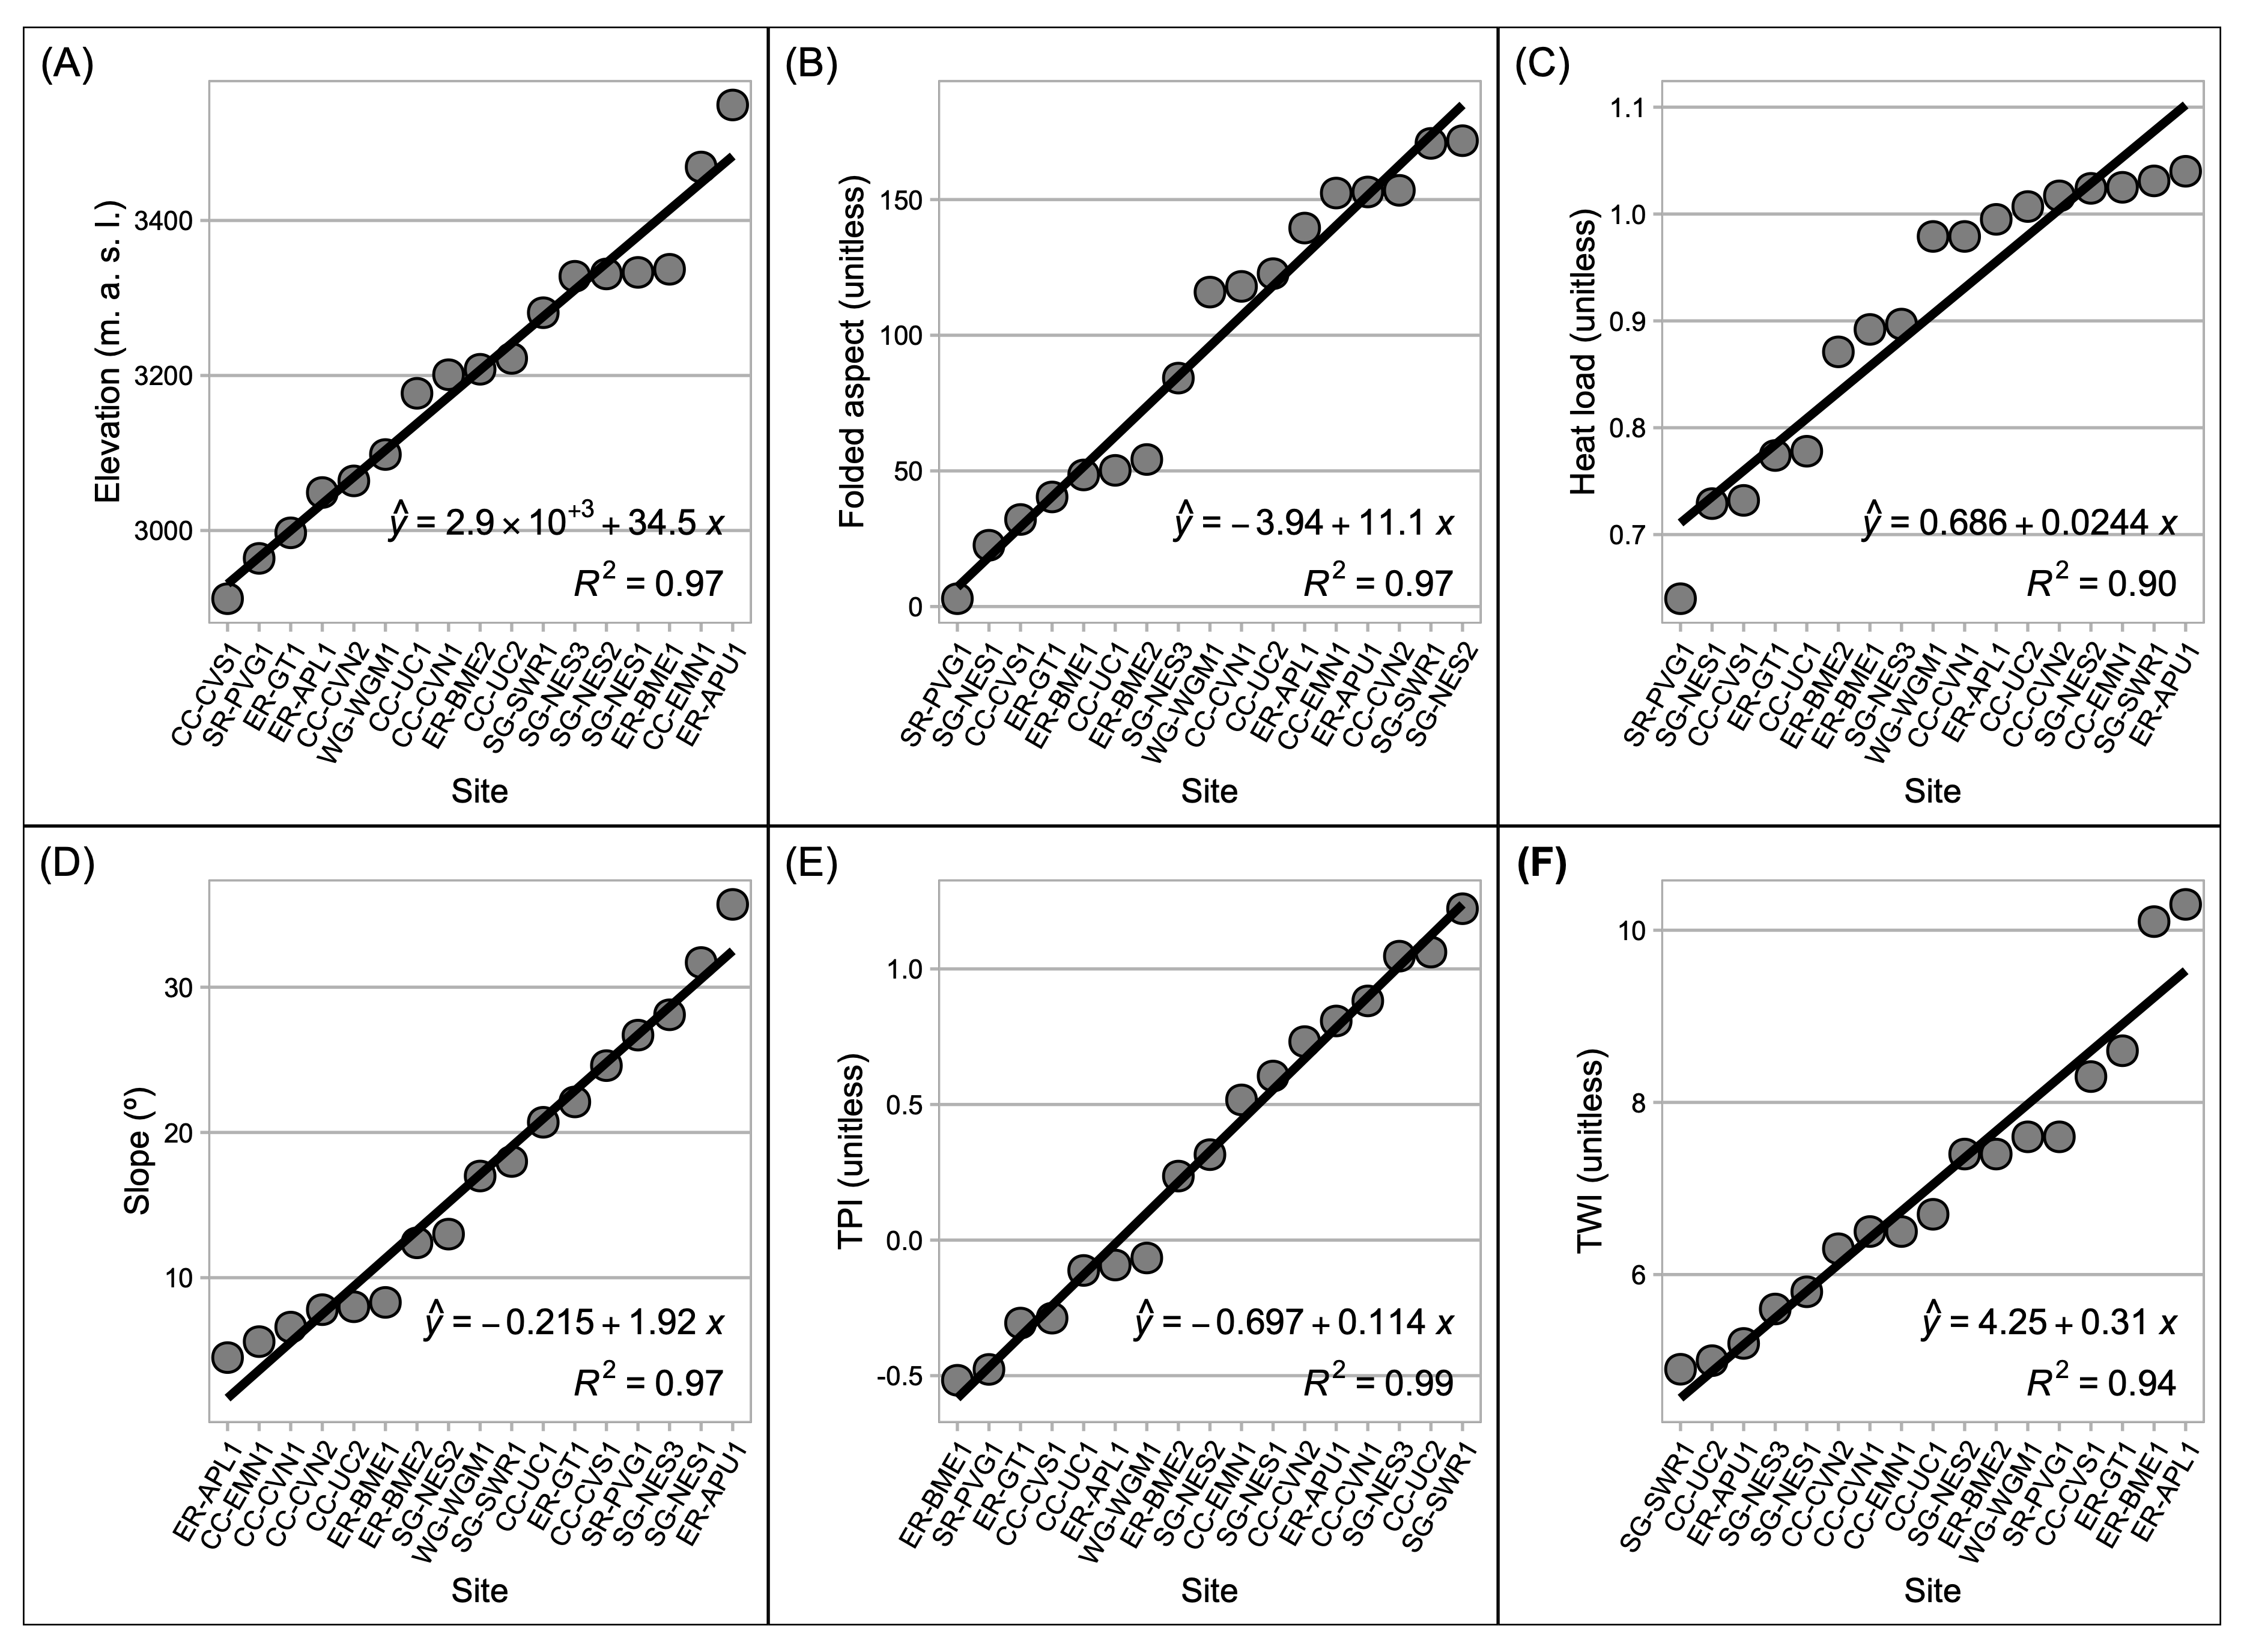 (A)
Elevation (m. a. s. l.)
3400
3200
3000
ŷ = 2.9 × 10⁺³ + 34.5 x
R² = 0.97
CC-CVS1
SR-PVG1
ER-GT1
ER-APL1
CC-CVN2
WG-WGM1
CC-UC1
CC-CVN1
ER-BME2
CC-UC2
SG-SWR1
SG-NES3
SG-NES2
SG-NES1
ER-BME1
CC-EMN1
ER-APU1
Site
(B)
Folded aspect (unitless)
150
100
50
0
ŷ = −3.94 + 11.1 x
R² = 0.97
SR-PVG1
SG-NES1
CC-CVS1
ER-GT1
ER-BME1
CC-UC1
ER-BME2
SG-NES3
WG-WGM1
CC-CVN1
CC-UC2
ER-APL1
CC-EMN1
ER-APU1
CC-CVN2
SG-SWR1
SG-NES2
Site
(C)
Heat load (unitless)
1.1
1.0
0.9
0.8
0.7
ŷ = 0.686 + 0.0244 x
R² = 0.90
SR-PVG1
SG-NES1
CC-CVS1
ER-GT1
CC-UC1
ER-BME2
ER-BME1
SG-NES3
WG-WGM1
CC-CVN1
ER-APL1
CC-UC2
CC-CVN2
SG-NES2
CC-EMN1
SG-SWR1
ER-APU1
Site
(D)
Slope (º)
30
20
10
ŷ = −0.215 + 1.92 x
R² = 0.97
ER-APL1
CC-EMN1
CC-CVN1
CC-CVN2
CC-UC2
ER-BME1
ER-BME2
SG-NES2
WG-WGM1
SG-SWR1
CC-UC1
ER-GT1
CC-CVS1
SR-PVG1
SG-NES3
SG-NES1
ER-APU1
Site
(E)
TPI (unitless)
1.0
0.5
0.0
-0.5
ŷ = −0.697 + 0.114 x
R² = 0.99
ER-BME1
SR-PVG1
ER-GT1
CC-CVS1
CC-UC1
ER-APL1
WG-WGM1
ER-BME2
SG-NES2
CC-EMN1
SG-NES1
CC-CVN2
ER-APU1
CC-CVN1
SG-NES3
CC-UC2
SG-SWR1
Site
(F)
TWI (unitless)
10
8
6
ŷ = 4.25 + 0.31 x
R² = 0.94
SG-SWR1
CC-UC2
ER-APU1
SG-NES3
SG-NES1
CC-CVN2
CC-CVN1
CC-EMN1
CC-UC1
SG-NES2
ER-BME2
WG-WGM1
SR-PVG1
CC-CVS1
ER-GT1
ER-BME1
ER-APL1
Site